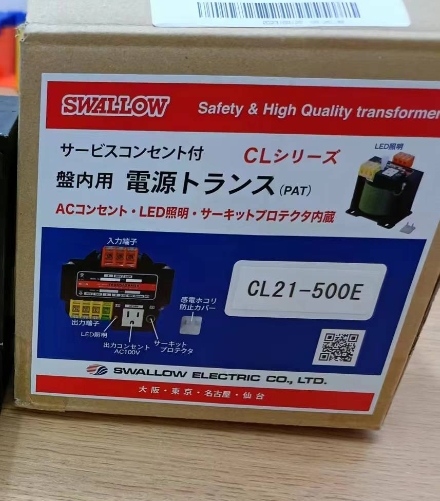 SWALLOW
Safety & High Quality transformer
サービスコンセント付 CLシリーズ
LED照明
盤内用 電源トランス(PAT)
ACコンセント・LED照明・サーキットプロテクタ内蔵
入力端子
感電ホコリ
防止カバー
CL21-500E
出力端子
LED照明
出力コンセント
AC100V
サーキット
プロテクタ
SWALLOW ELECTRIC CO., LTD.
大阪・東京・名古屋・仙台